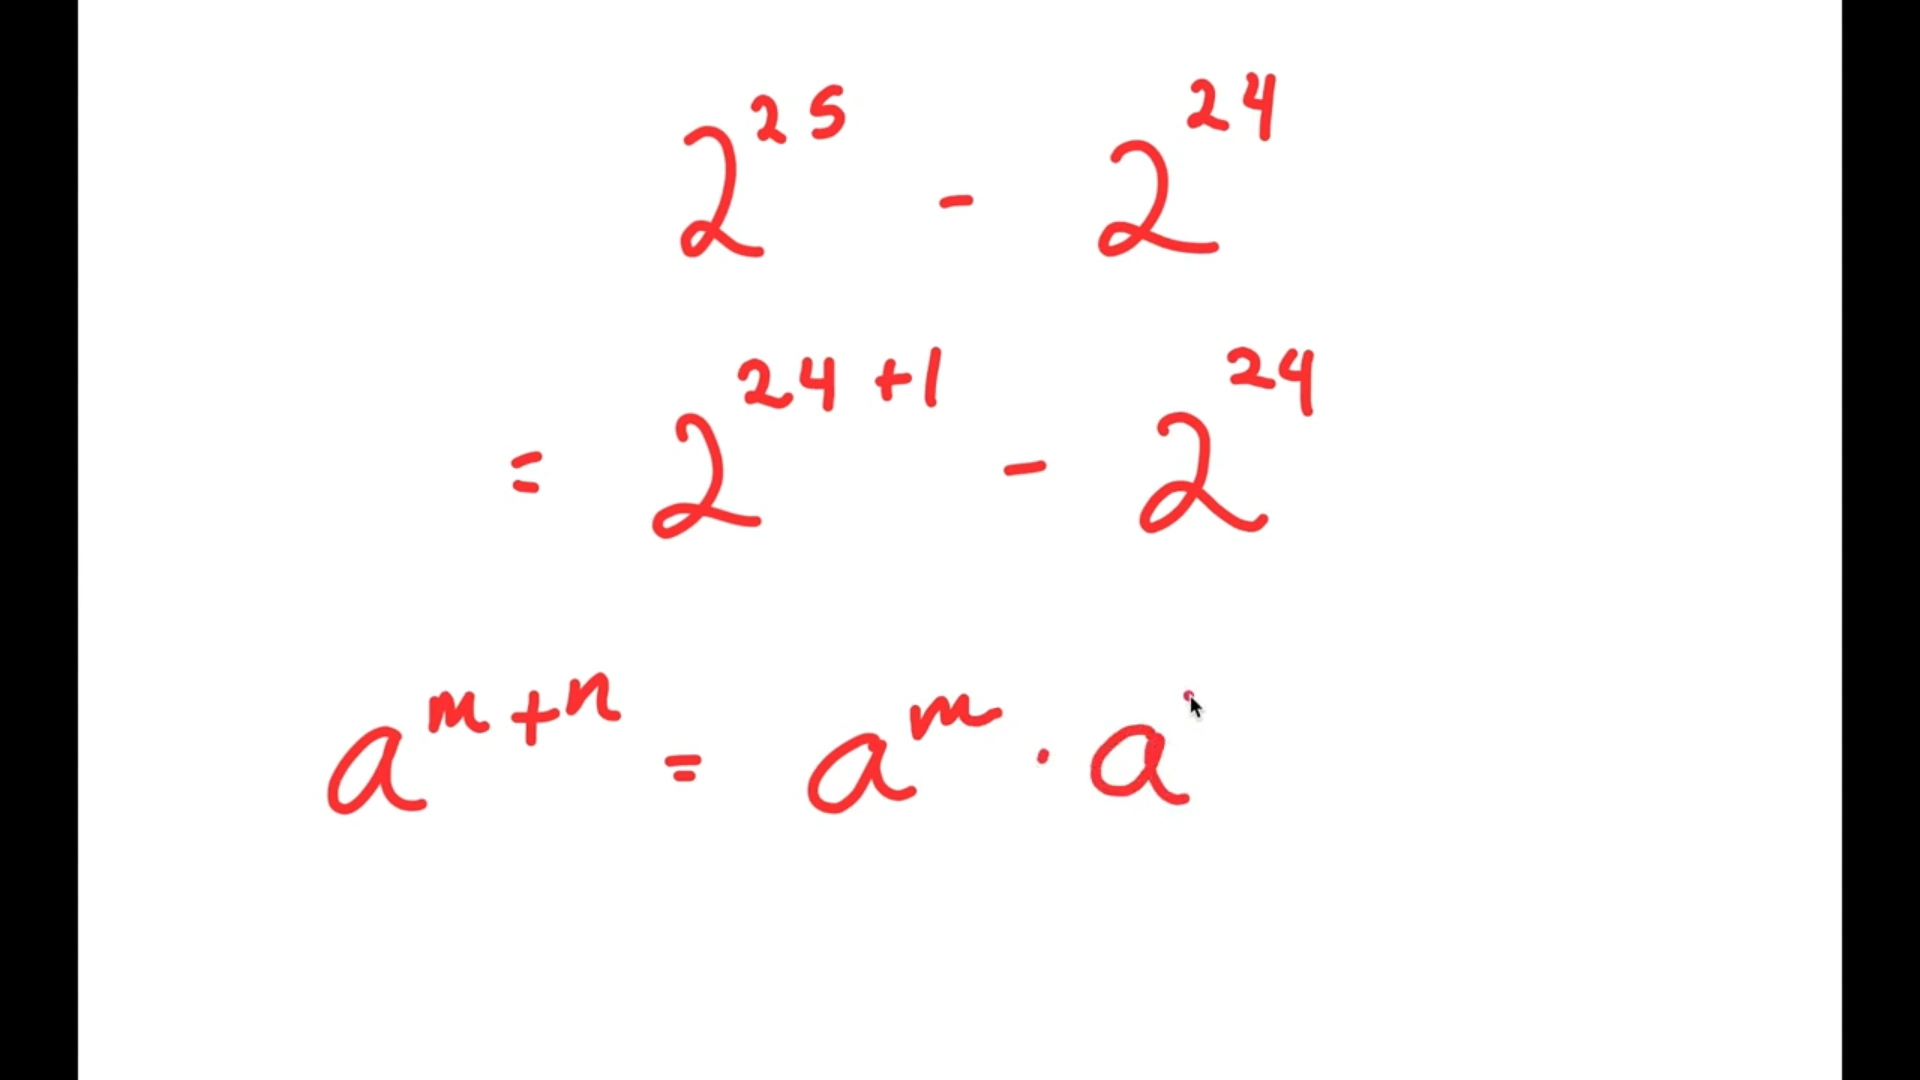 2^25 - 2^24
= 2^24+1 - 2^24
a^m+n = a^m · a